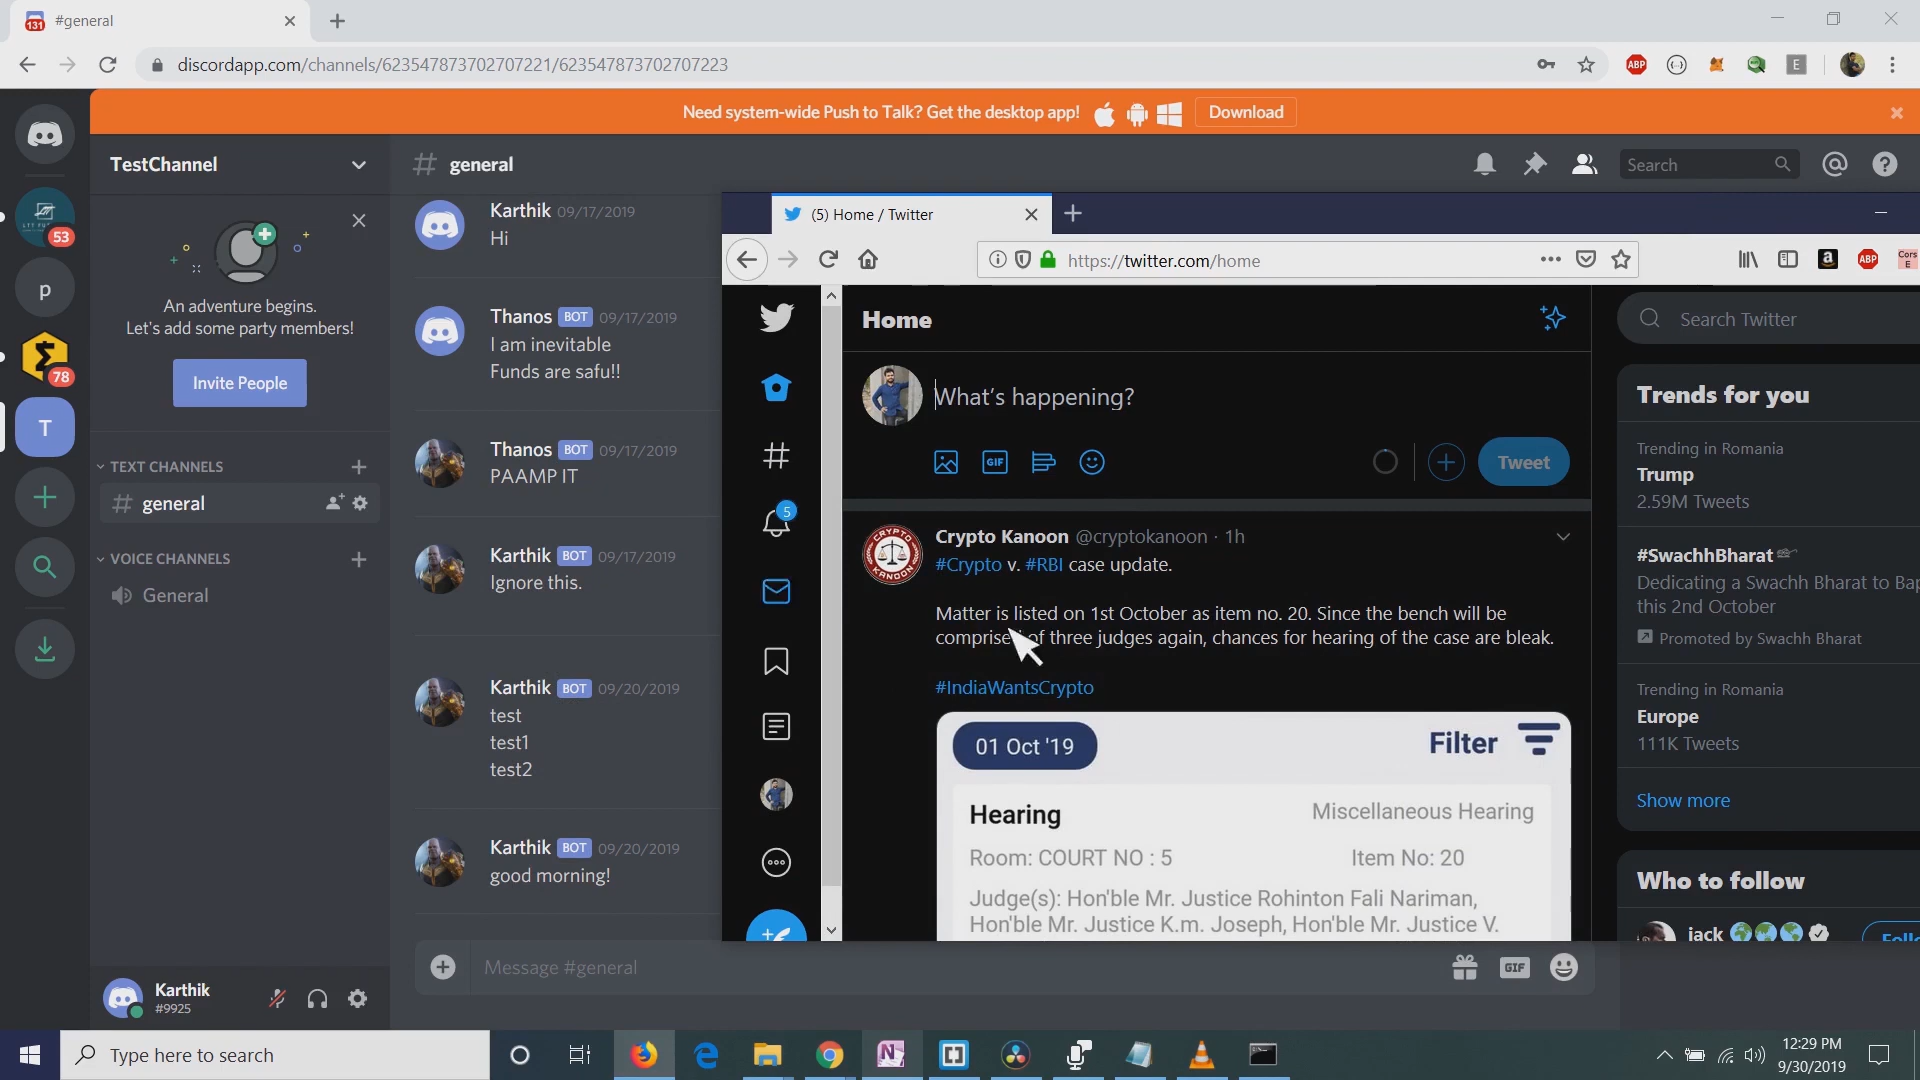 131 #general
discordapp.com/channels/623547873702707221/623547873702707223
ABP
E
Need system-wide Push to Talk? Get the desktop app! Download
TestChannel
# general
Search
53
p
78
T
An adventure begins.
Let's add some party members!
Invite People
TEXT CHANNELS
# general
VOICE CHANNELS
General
Karthik
#9925
Karthik 09/17/2019
Hi
Thanos BOT 09/17/2019
I am inevitable
Funds are safu!!
Thanos BOT 09/17/2019
PAAMP IT
Karthik BOT 09/17/2019
Ignore this.
Karthik BOT 09/20/2019
test
test1
test2
Karthik BOT 09/20/2019
good morning!
Message #general
GIF
(5) Home / Twitter
https://twitter.com/home
ABP
Cors
E
Home
What's happening?
GIF
Tweet
5
Crypto Kanoon @cryptokanoon · 1h
#Crypto v. #RBI case update.
Matter is listed on 1st October as item no. 20. Since the bench will be
comprised of three judges again, chances for hearing of the case are bleak.
#IndiaWantsCrypto
01 Oct '19
Filter
Hearing
Miscellaneous Hearing
Room: COURT NO : 5
Item No: 20
Judge(s): Hon'ble Mr. Justice Rohinton Fali Nariman,
Hon'ble Mr. Justice K.m. Joseph, Hon'ble Mr. Justice V.
Search Twitter
Trends for you
Trending in Romania
Trump
2.59M Tweets
#SwachhBharat
Dedicating a Swachh Bharat to Bap
this 2nd October
Promoted by Swachh Bharat
Trending in Romania
Europe
111K Tweets
Show more
Who to follow
jack
Type here to search
12:29 PM
9/30/2019